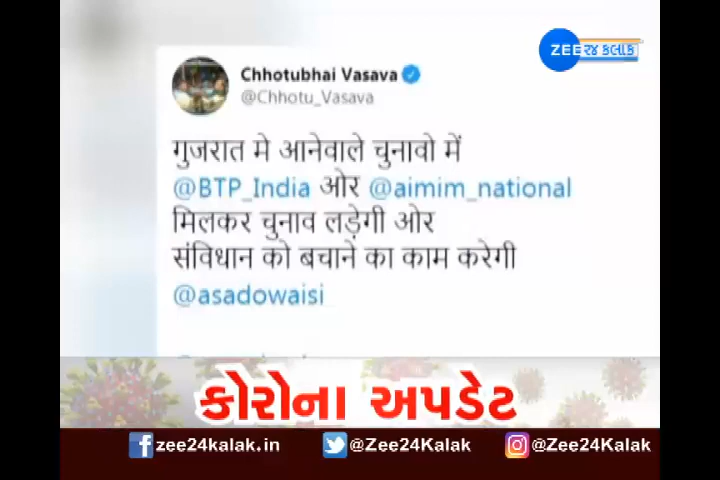 ZEE ૨૪ કલાક
Chhotubhai Vasava
@Chhotu_Vasava
गुजरात मे आनेवाले चुनावो में
@BTP_India ओर @aimim_national
मिलकर चुनाव लड़ेगी ओर
संविधान को बचाने का काम करेगी
@asadowaisi
કોરોના અપડેટ
zee24kalak.in @Zee24Kalak @Zee24Kalak